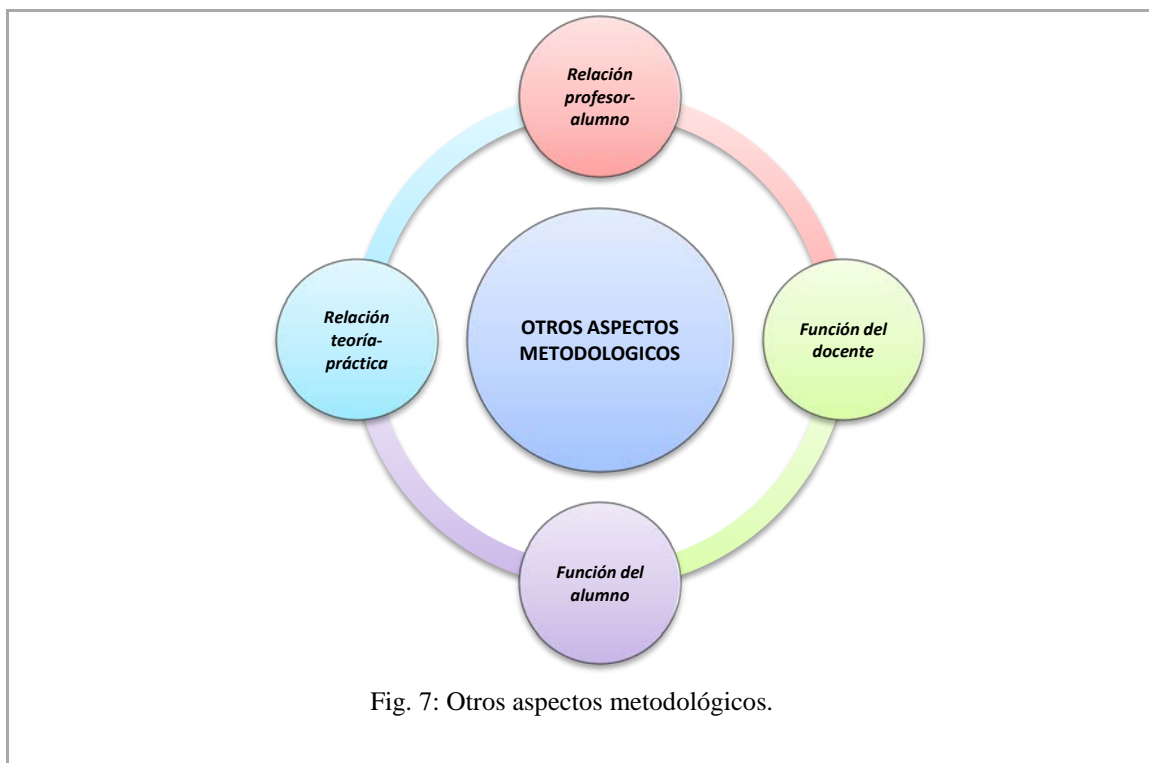 Relación
profesor-
alumno
Relación
teoría-
práctica
OTROS ASPECTOS
METODOLOGICOS
Función del
docente
Función del
alumno
Fig. 7: Otros aspectos metodológicos.